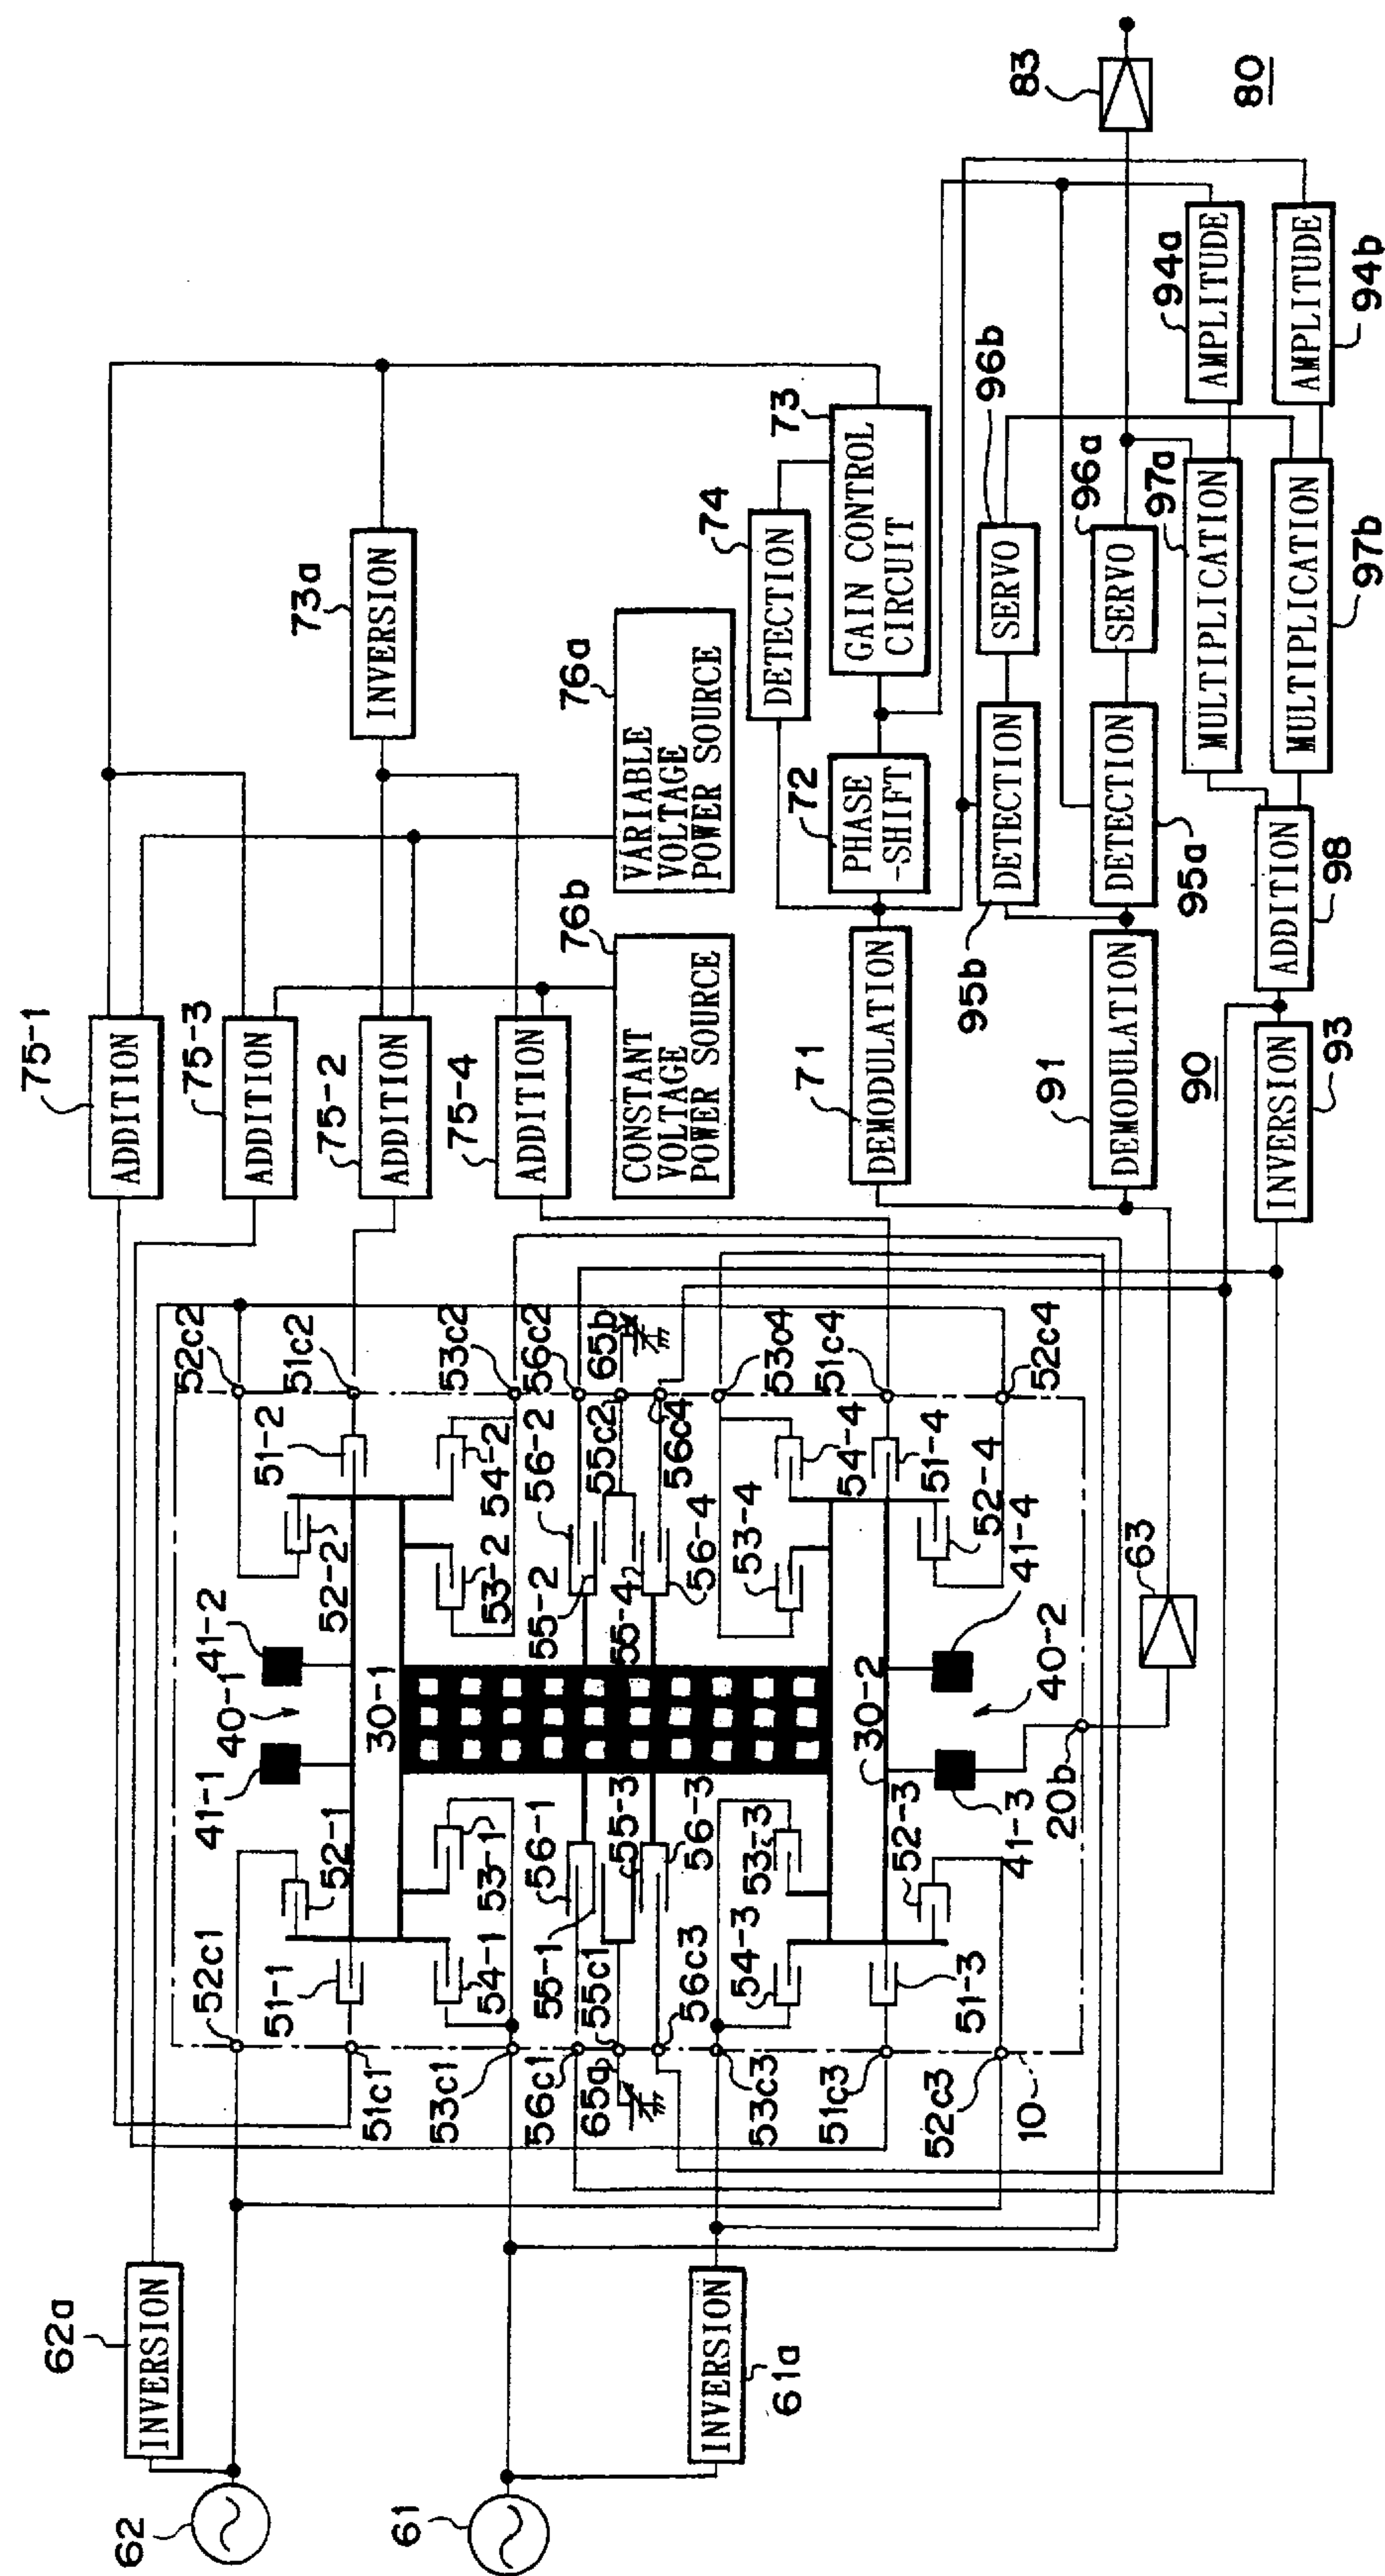 62
62a
INVERSION
61
INVERSION
61a
75-1
ADDITION
75-3
ADDITION
75-2
ADDITION
75-4
ADDITION
73a
INVERSION
76b
CONSTANT
VOLTAGE
POWER SOURCE
76a
VARIABLE
VOLTAGE
POWER SOURCE
74
DETECTION
73
GAIN CONTROL
CIRCUIT
72
PHASE
-SHIFT
71
DEMODULATION
95b
DETECTION
SERVO
96b
91
DEMODULATION
DETECTION
95a
SERVO
96a
83
80
97a
MULTIPLICATION
94a
AMPLITUDE
MULTIPLICATION
97b
AMPLITUDE
94b
90
INVERSION
93
ADDITION
98
52c1
52-1
41-1
40-1
41-2
52-2
52c2
51-1
51c1
30-1
51-2
51c2
54-1
53-1
53-2
54-2
53c1
53c2
56c1
56-1
55-1
55-2
56-2
56c2
65a
55c1
55-3
55-4
55c2
65b
56c3
56-3
56-4
56c4
53c3
54-3
53-3
53-4
54-4
53c4
51c3
51-3
30-2
51-4
51c4
52c3
52-3
41-3
40-2
41-4
52-4
52c4
10
20b
63